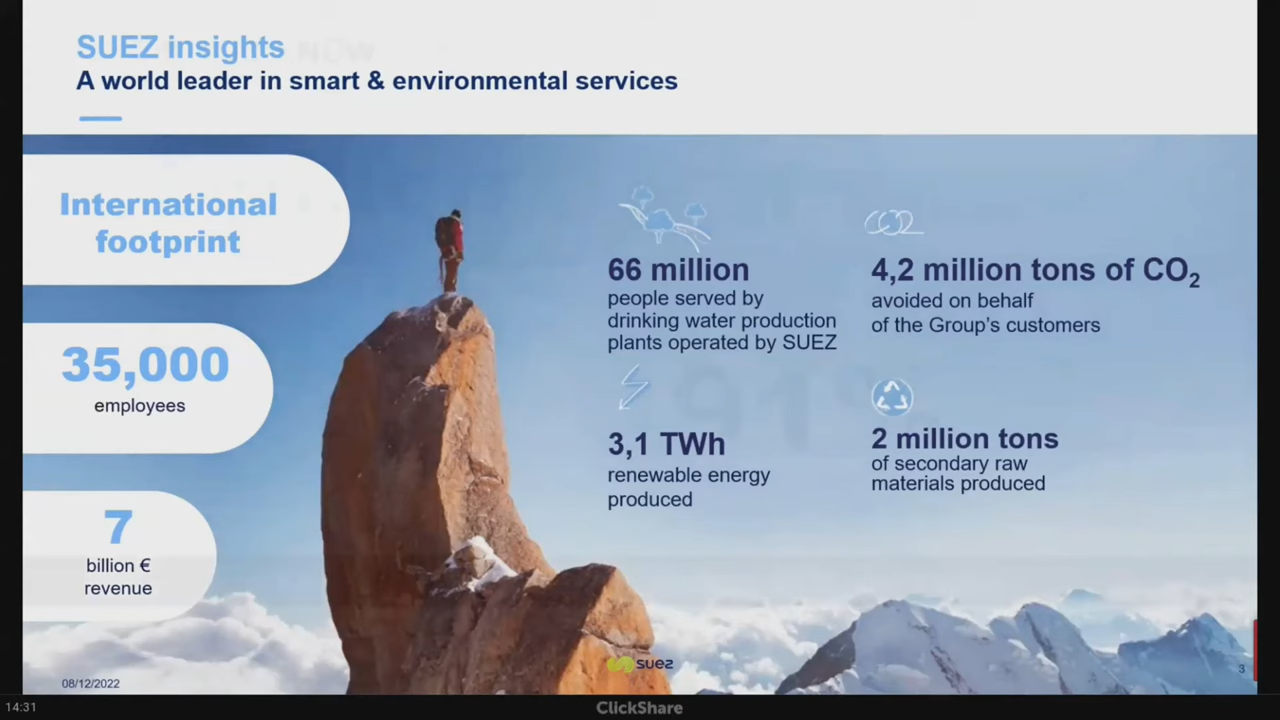 SUEZ insights
A world leader in smart & environmental services
International
footprint
35,000
employees
7
billion €
revenue
66 million
people served by
drinking water production
plants operated by SUEZ
CO2
4,2 million tons of CO₂
avoided on behalf
of the Group's customers
3,1 TWh
renewable energy
produced
2 million tons
of secondary raw
materials produced
NOW
91%
suez
08/12/2022
3
14:31
ClickShare